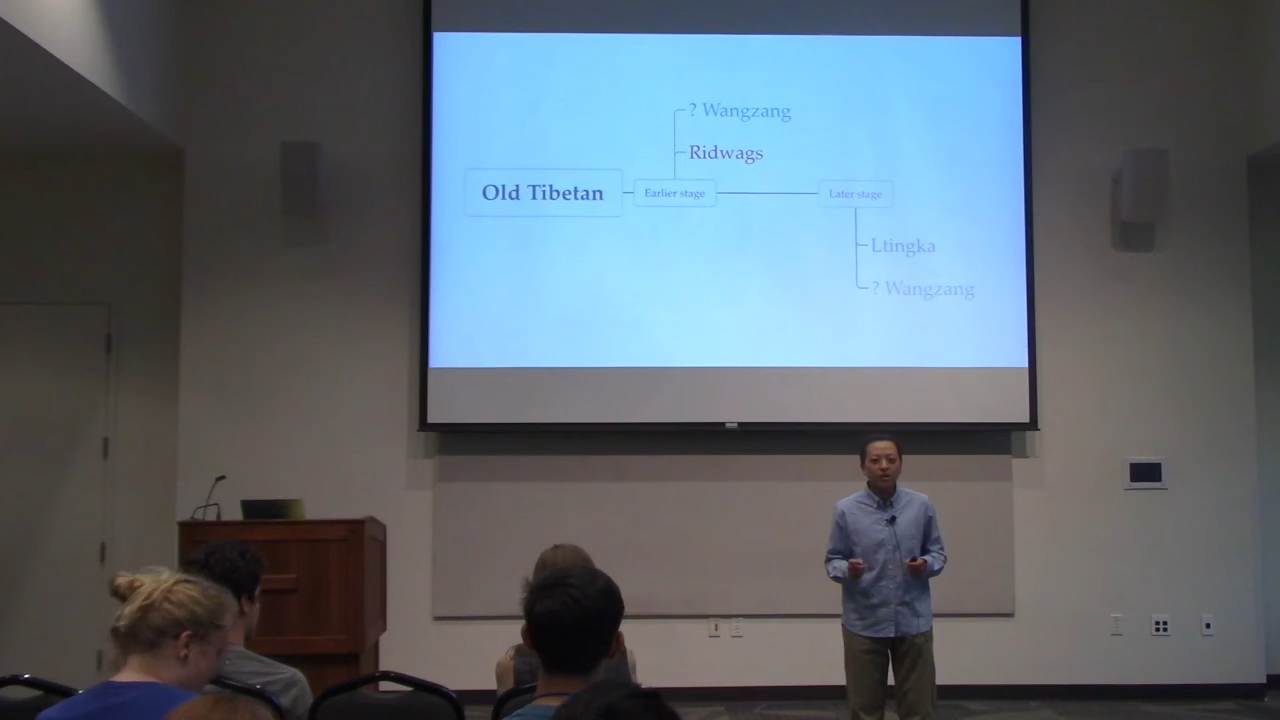 ? Wangzang
Ridwags
Old Tibetan
Earlier stage
Later stage
Ltingka
? Wangzang